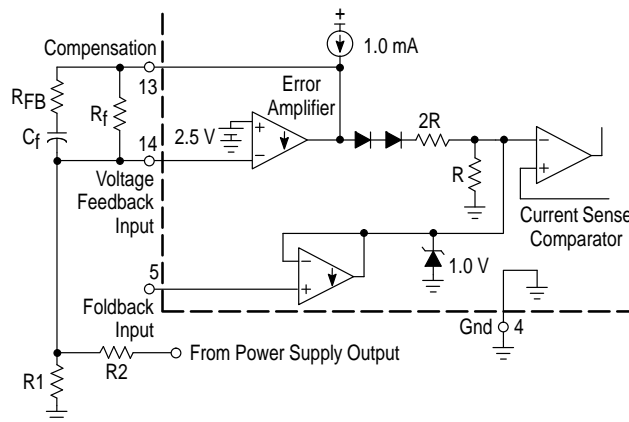 +
1.0 mA
Compensation
13
RFB
Rf
Cf
Error
Amplifier
2R
2.5 V
+
–
14
R
–
+
Voltage
Feedback
Input
Current Sense
Comparator
–
+
1.0 V
5
Foldback
Input
Gnd
4
From Power Supply Output
R2
R1